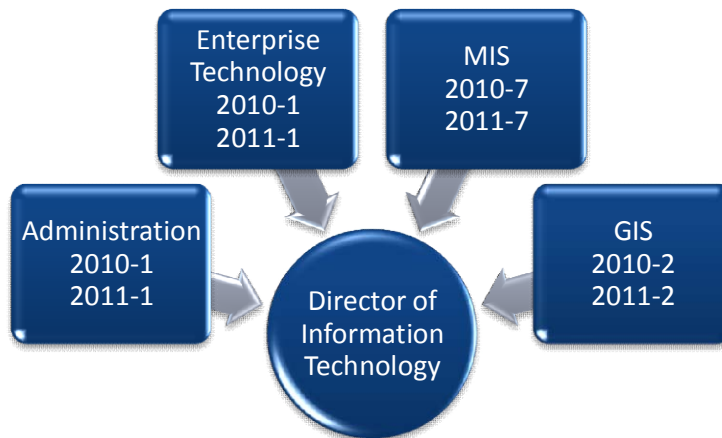 Enterprise
Technology
2010-1
2011-1
MIS
2010-7
2011-7
Administration
2010-1
2011-1
GIS
2010-2
2011-2
Director of
Information
Technology